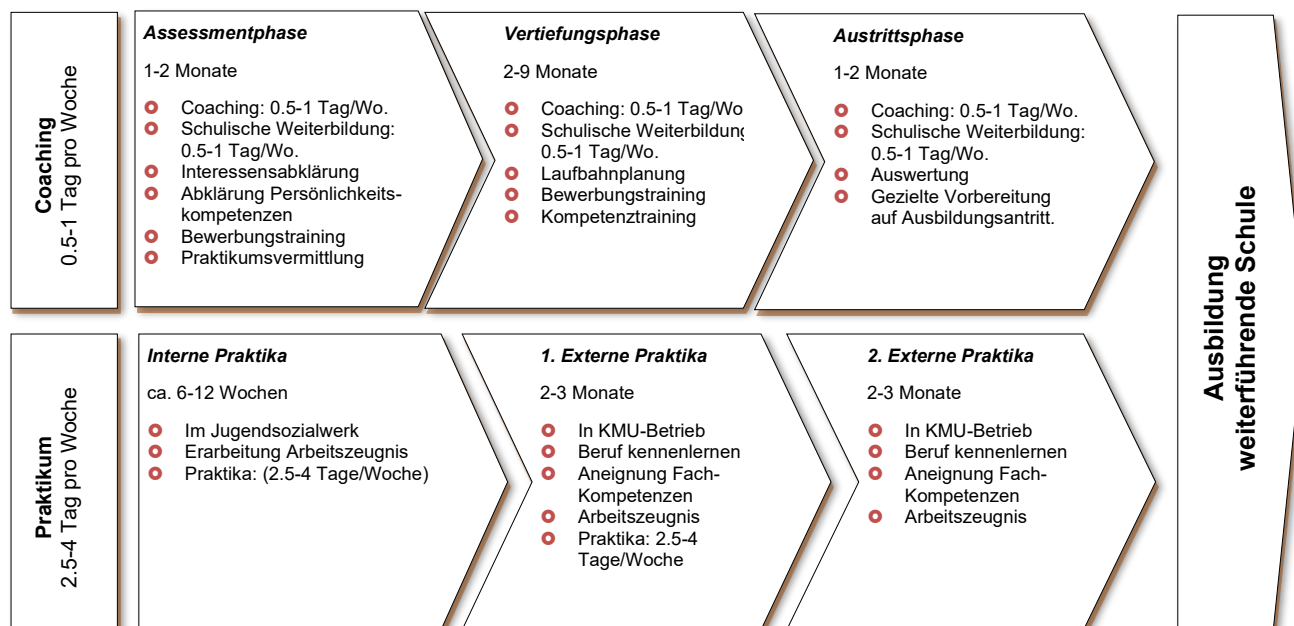 Coaching
0.5-1 Tag pro Woche
Assessmentphase
1-2 Monate
Coaching: 0.5-1 Tag/Wo.
Schulische Weiterbildung:
0.5-1 Tag/Wo.
Interessensabklärung
Abklärung Persönlichkeits-
kompetenzen
Bewerbungstraining
Praktikumsvermittlung
Vertiefungsphase
2-9 Monate
Coaching: 0.5-1 Tag/Wo
Schulische Weiterbildung
0.5-1 Tag/Wo.
Laufbahnplanung
Bewerbungstraining
Kompetenztraining
Austrittsphase
1-2 Monate
Coaching: 0.5-1 Tag/Wo.
Schulische Weiterbildung:
0.5-1 Tag/Wo.
Auswertung
Gezielte Vorbereitung
auf Ausbildungsantritt.
Praktikum
2.5-4 Tag pro Woche
Interne Praktika
ca. 6-12 Wochen
Im Jugendsozialwerk
Erarbeitung Arbeitszeugnis
Praktika: (2.5-4 Tage/Woche)
1. Externe Praktika
2-3 Monate
In KMU-Betrieb
Beruf kennenlernen
Aneignung Fach-
Kompetenzen
Arbeitszeugnis
Praktika: 2.5-4
Tage/Woche
2. Externe Praktika
2-3 Monate
In KMU-Betrieb
Beruf kennenlernen
Aneignung Fach-
Kompetenzen
Arbeitszeugnis
Ausbildung
weiterführende Schule